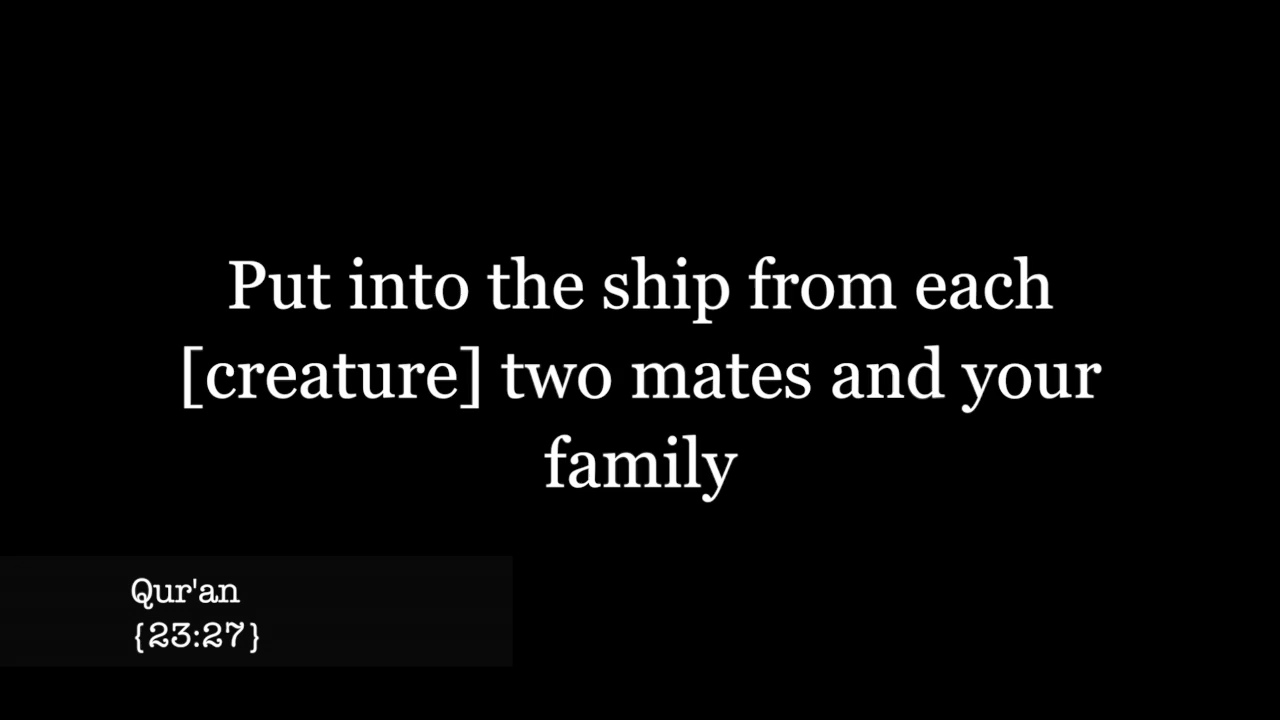 Put into the ship from each
[creature] two mates and your
family
Qur'an
{23:27}